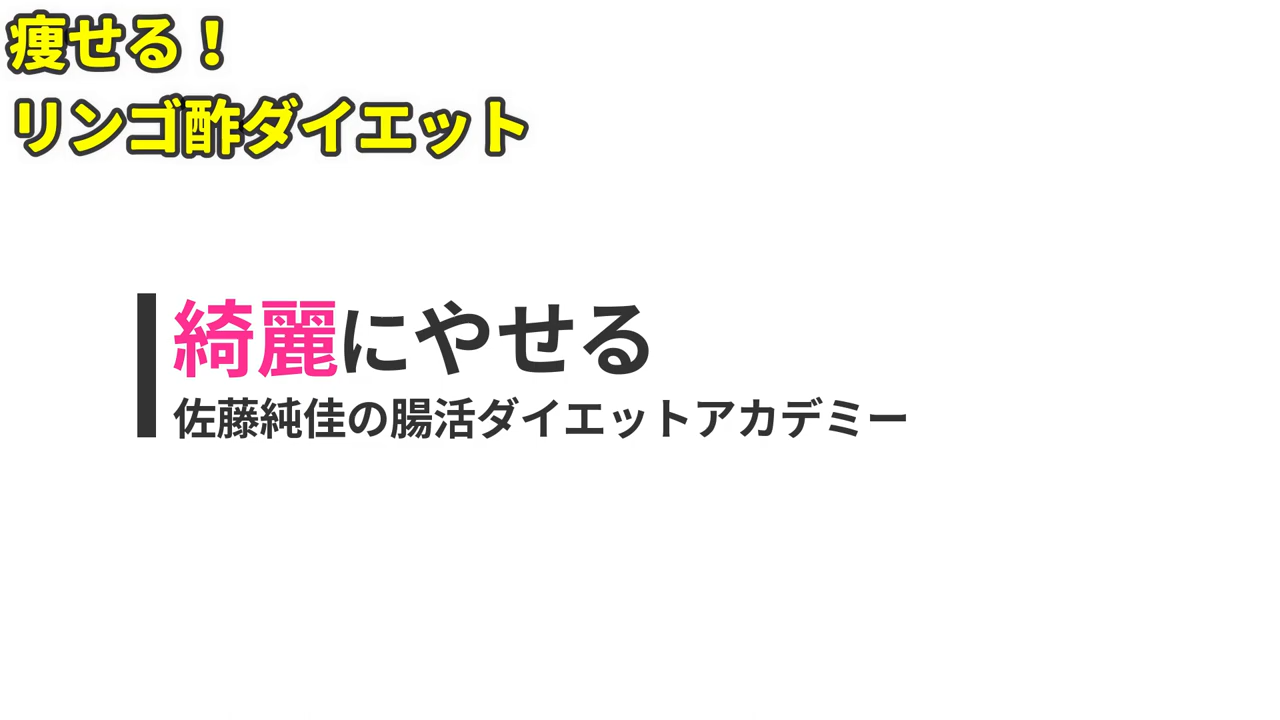 痩せる！
リンゴ酢ダイエット
綺麗にやせる
佐藤純佳の腸活ダイエットアカデミー